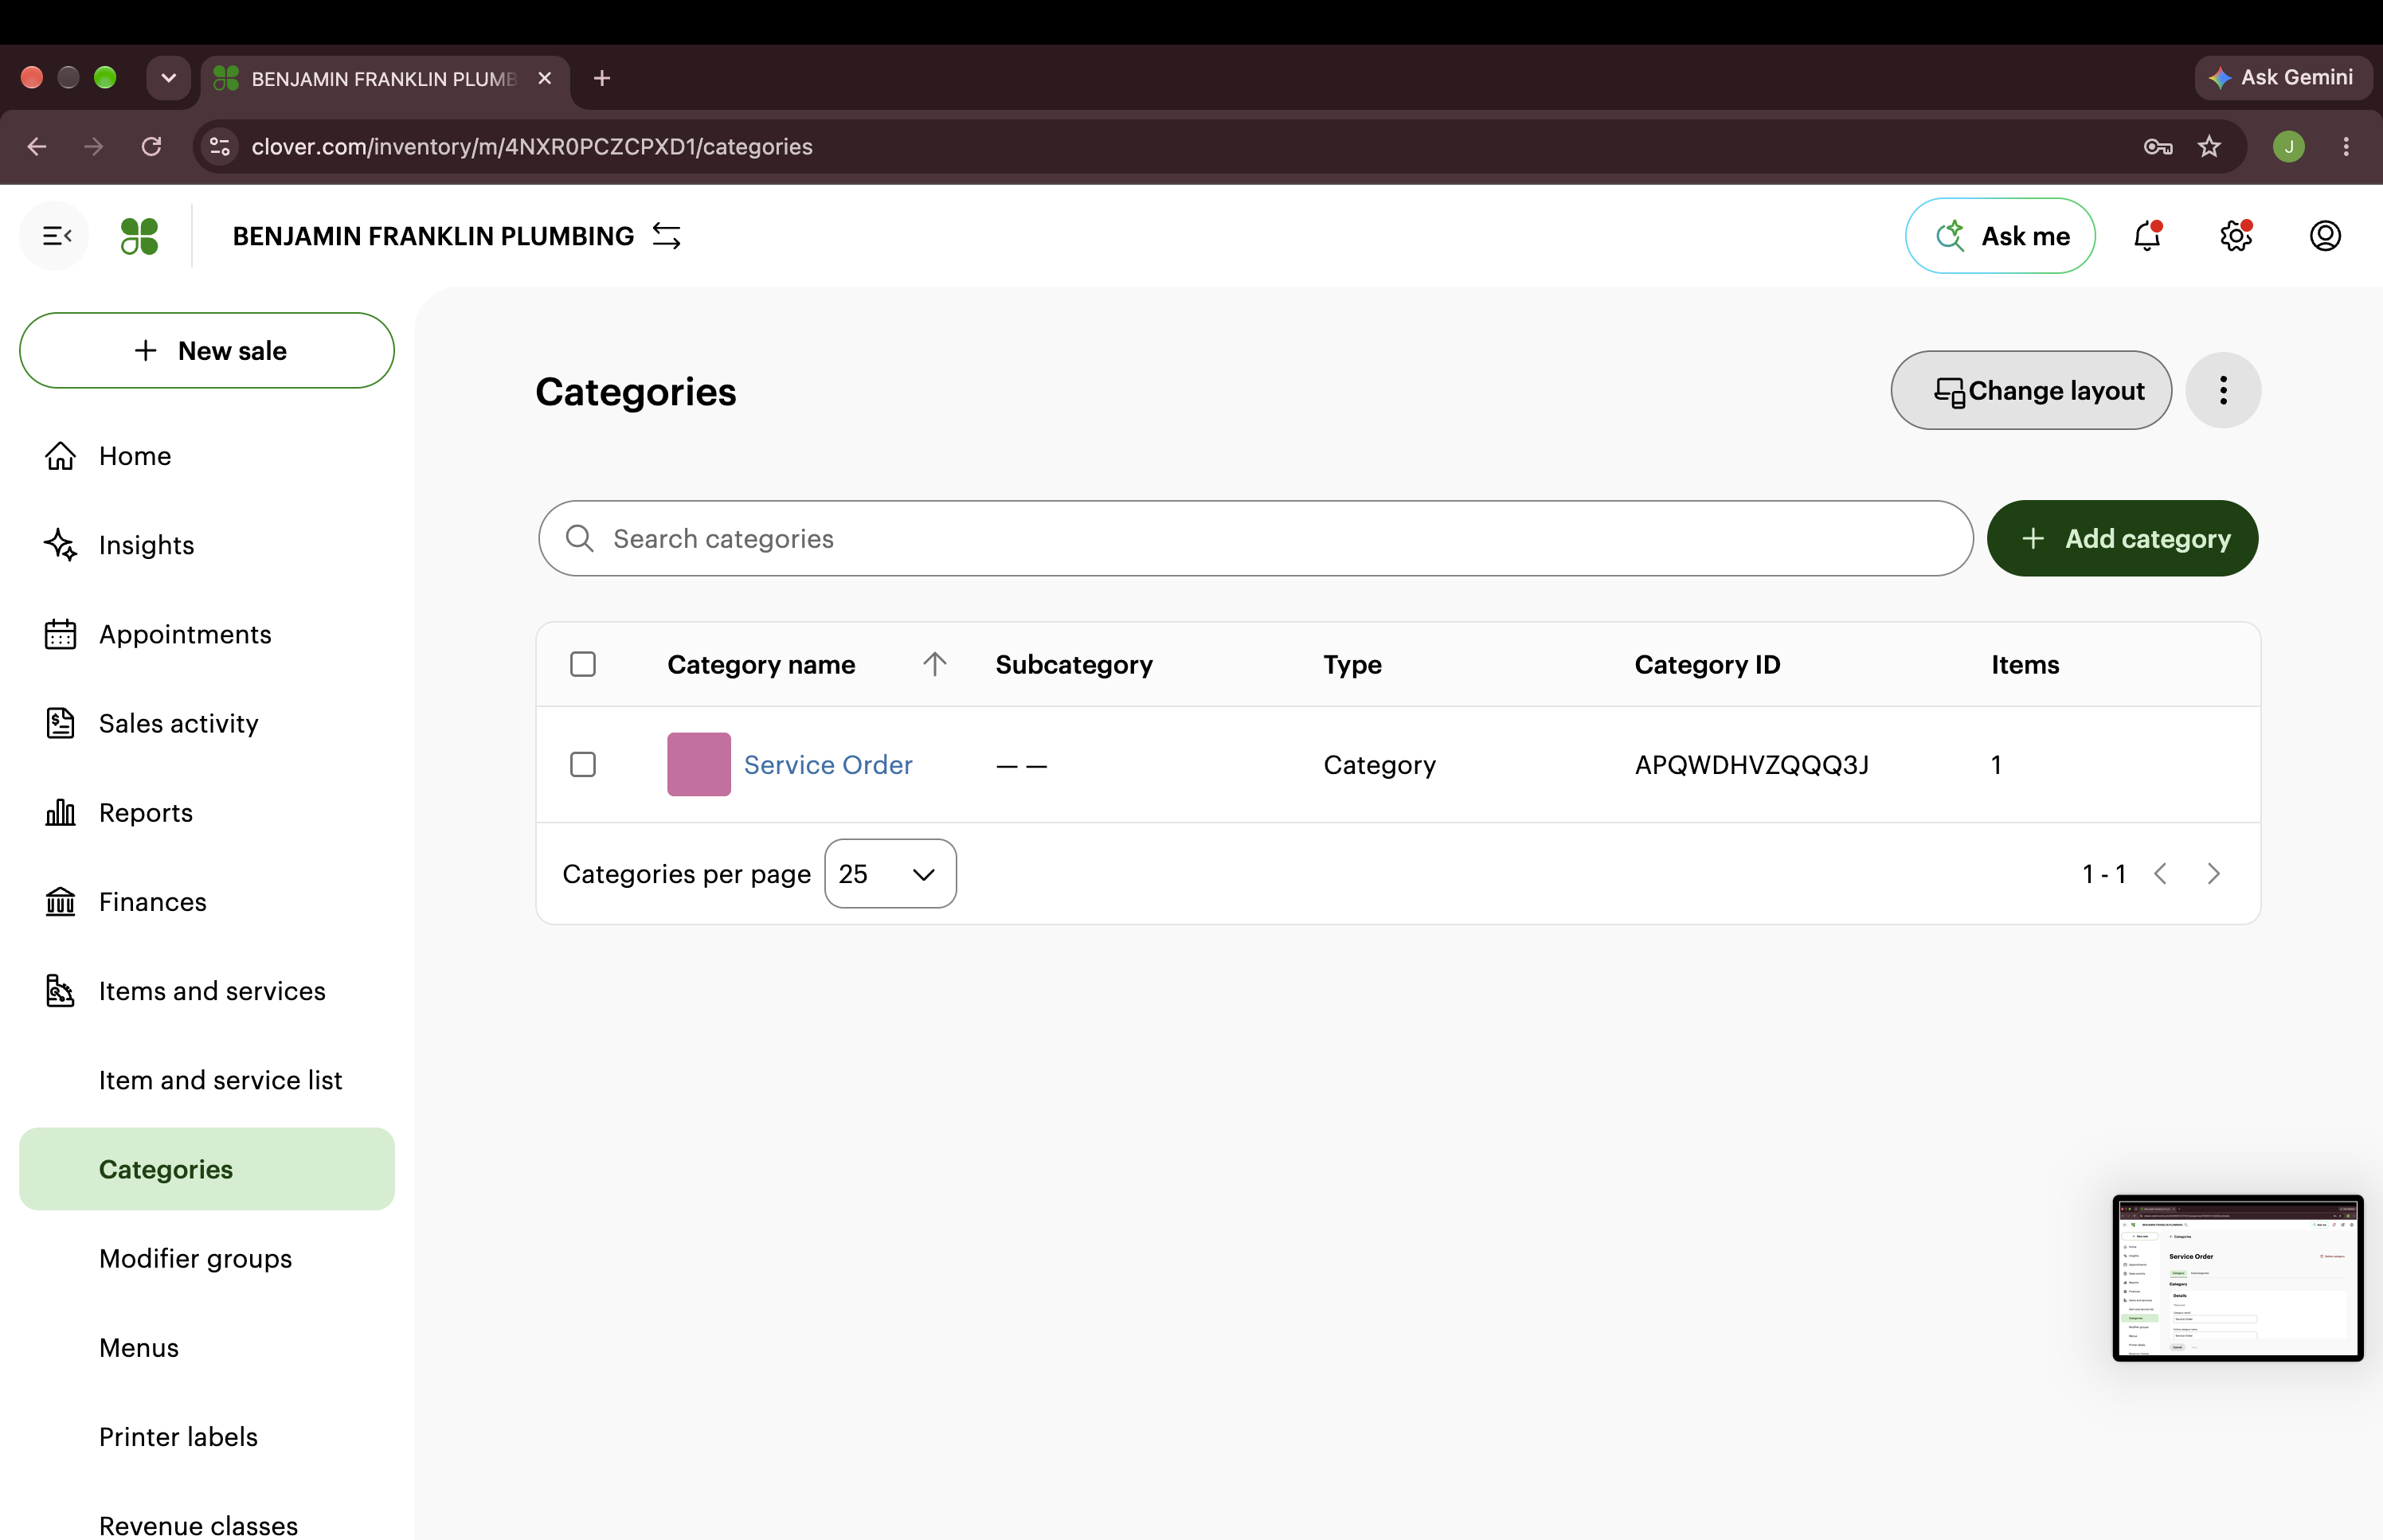 BENJAMIN FRANKLIN PLUMB
Ask Gemini
clover.com/inventory/m/4NXR0PCZCPXD1/categories
J
BENJAMIN FRANKLIN PLUMBING
Ask me
New sale
Home
Insights
Appointments
Sales activity
Reports
Finances
Items and services
Item and service list
Categories
Modifier groups
Menus
Printer labels
Revenue classes
Categories
Change layout
Search categories
Add category
Category name Subcategory Type Category ID Items
Service Order — — Category APQWDHVZQQQ3J 1
Categories per page 25 1 - 1
Service Order